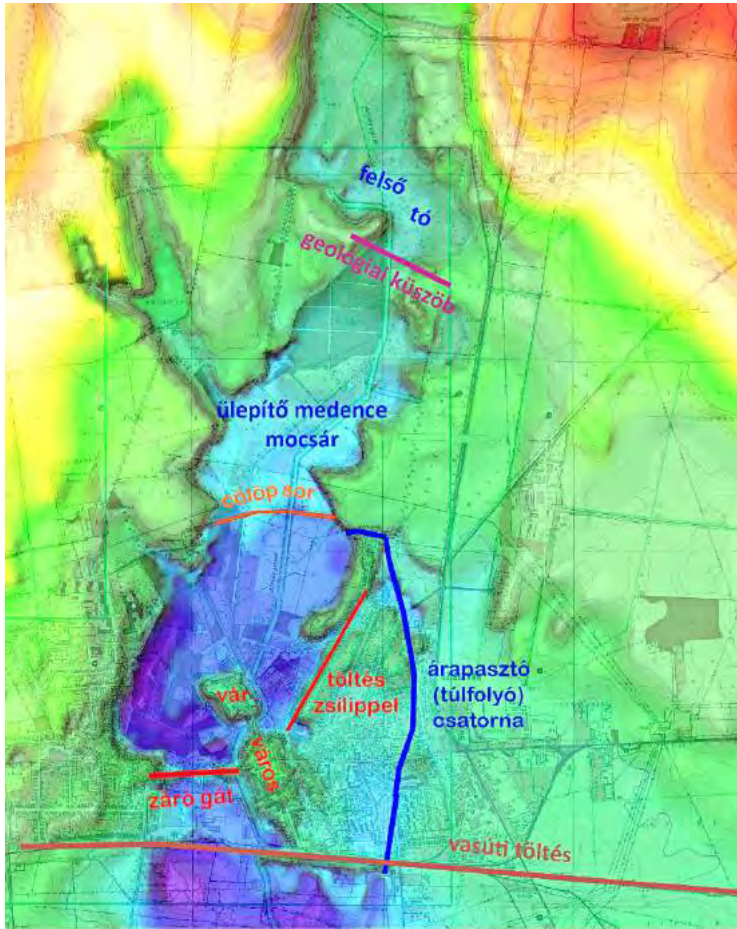 felső
tó
geológiai küszöb
ülepítő medence
mocsár
cölöp sor
töltés
zsilippel
árapasztó
(túlfolyó)
csatorna
vár
város
záró gát
vasúti töltés